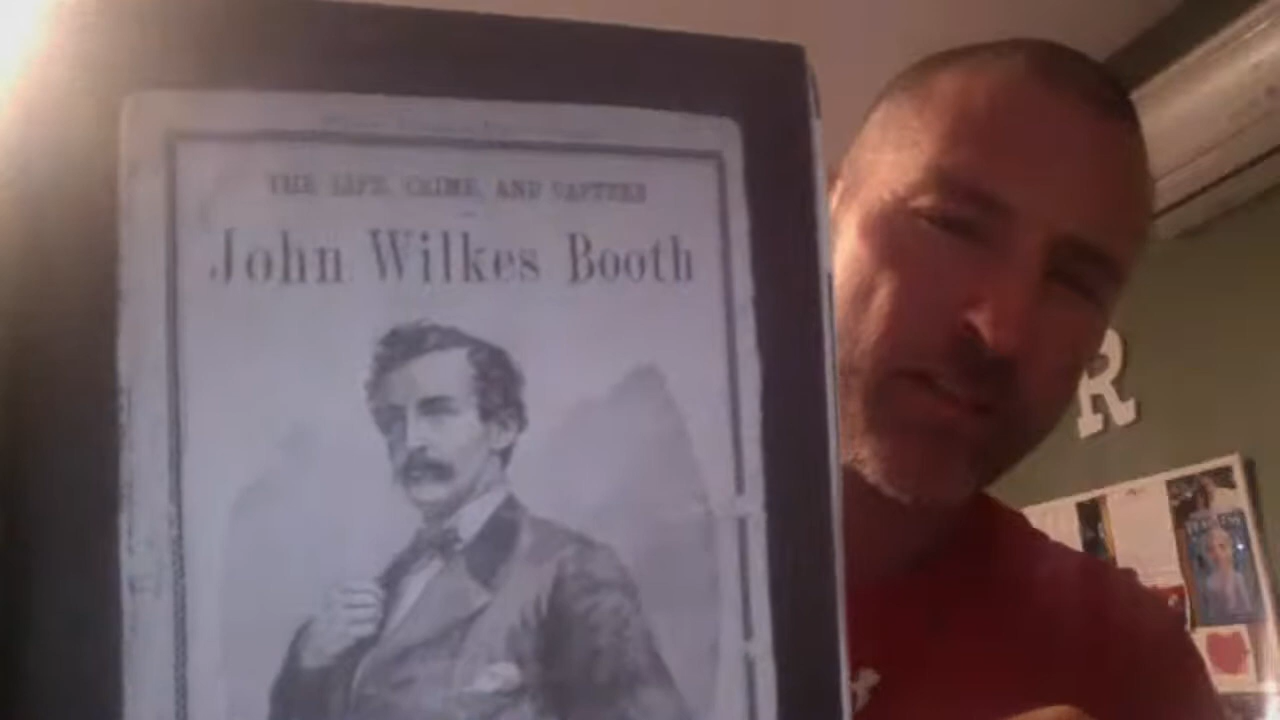 THE LIFE, CRIME, AND CAPTURE
John Wilkes Booth
R